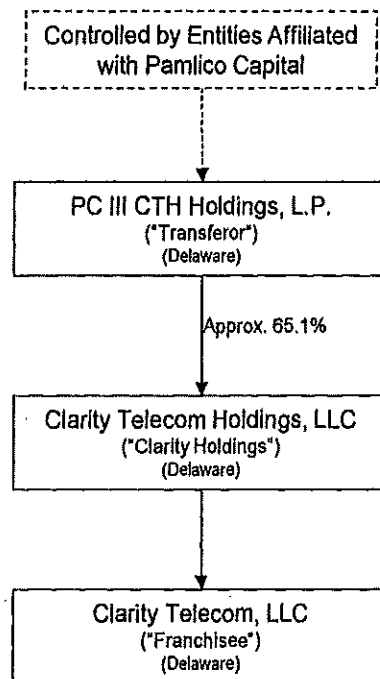 Controlled by Entities Affiliated
with Pamlico Capital
PC III CTH Holdings, L.P.
("Transferor")
(Delaware)
Approx. 65.1%
Clarity Telecom Holdings, LLC
("Clarity Holdings")
(Delaware)
Clarity Telecom, LLC
("Franchisee")
(Delaware)